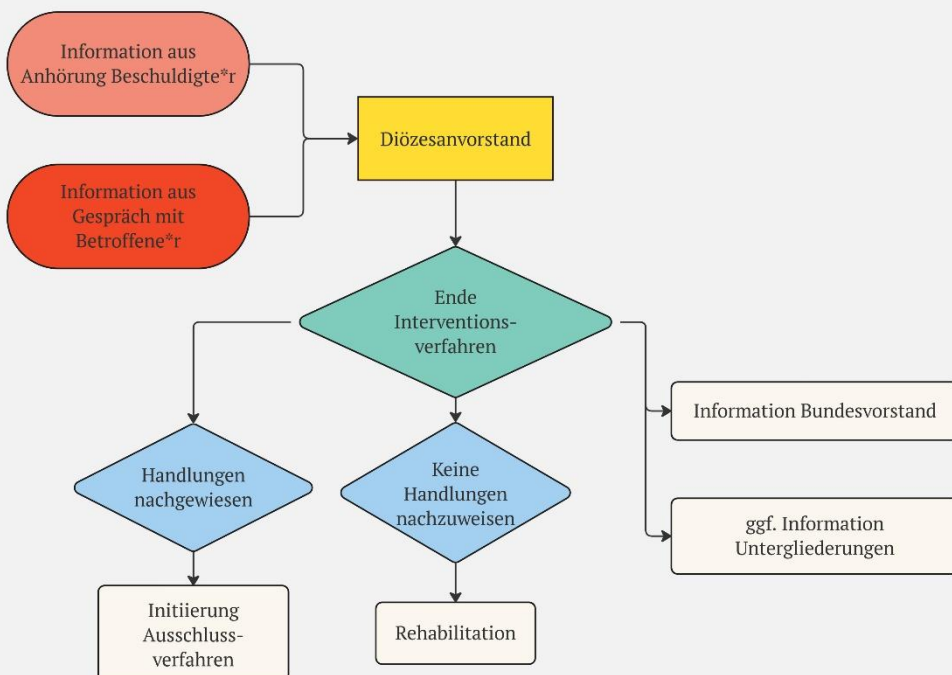 Information aus
Anhörung Beschuldigte*r
Diözesanvorstand
Information aus
Gespräch mit
Betroffene*r
Ende
Interventions-
verfahren
Information Bundesvorstand
Handlungen
nachgewiesen
Keine
Handlungen
nachzuweisen
ggf. Information
Untergliederungen
Initiierung
Ausschluss-
verfahren
Rehabilitation